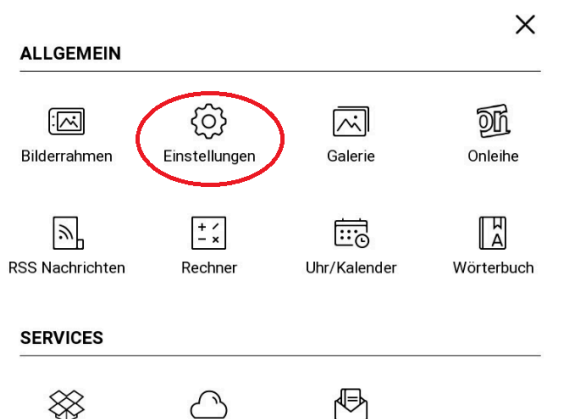 ALLGEMEIN
Bilderrahmen Einstellungen Galerie Onleihe
RSS Nachrichten Rechner Uhr/Kalender Wörterbuch
SERVICES